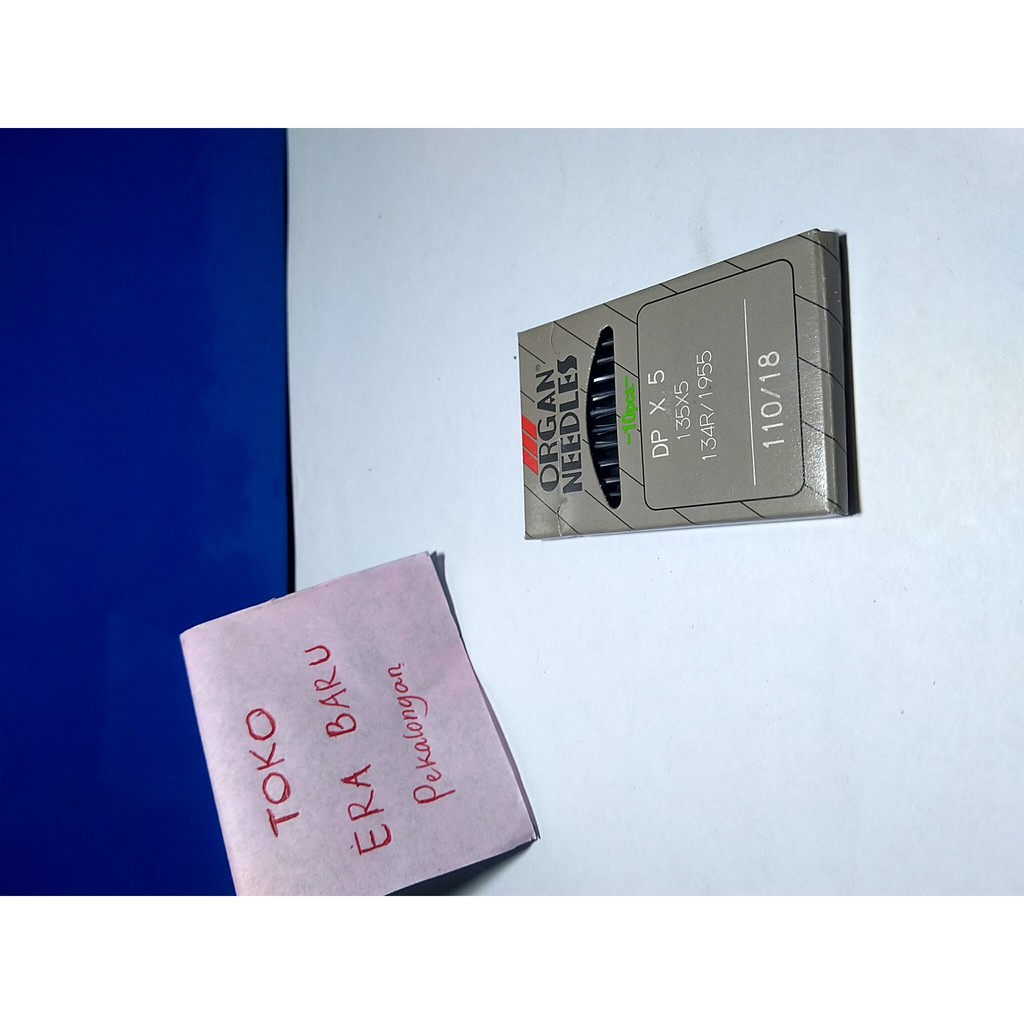 ORGAN®
NEEDLES
-10pcs.-
DP X 5
135X5
134R/1955
110/18
TOKO
ERA BARU
Pekalongan.